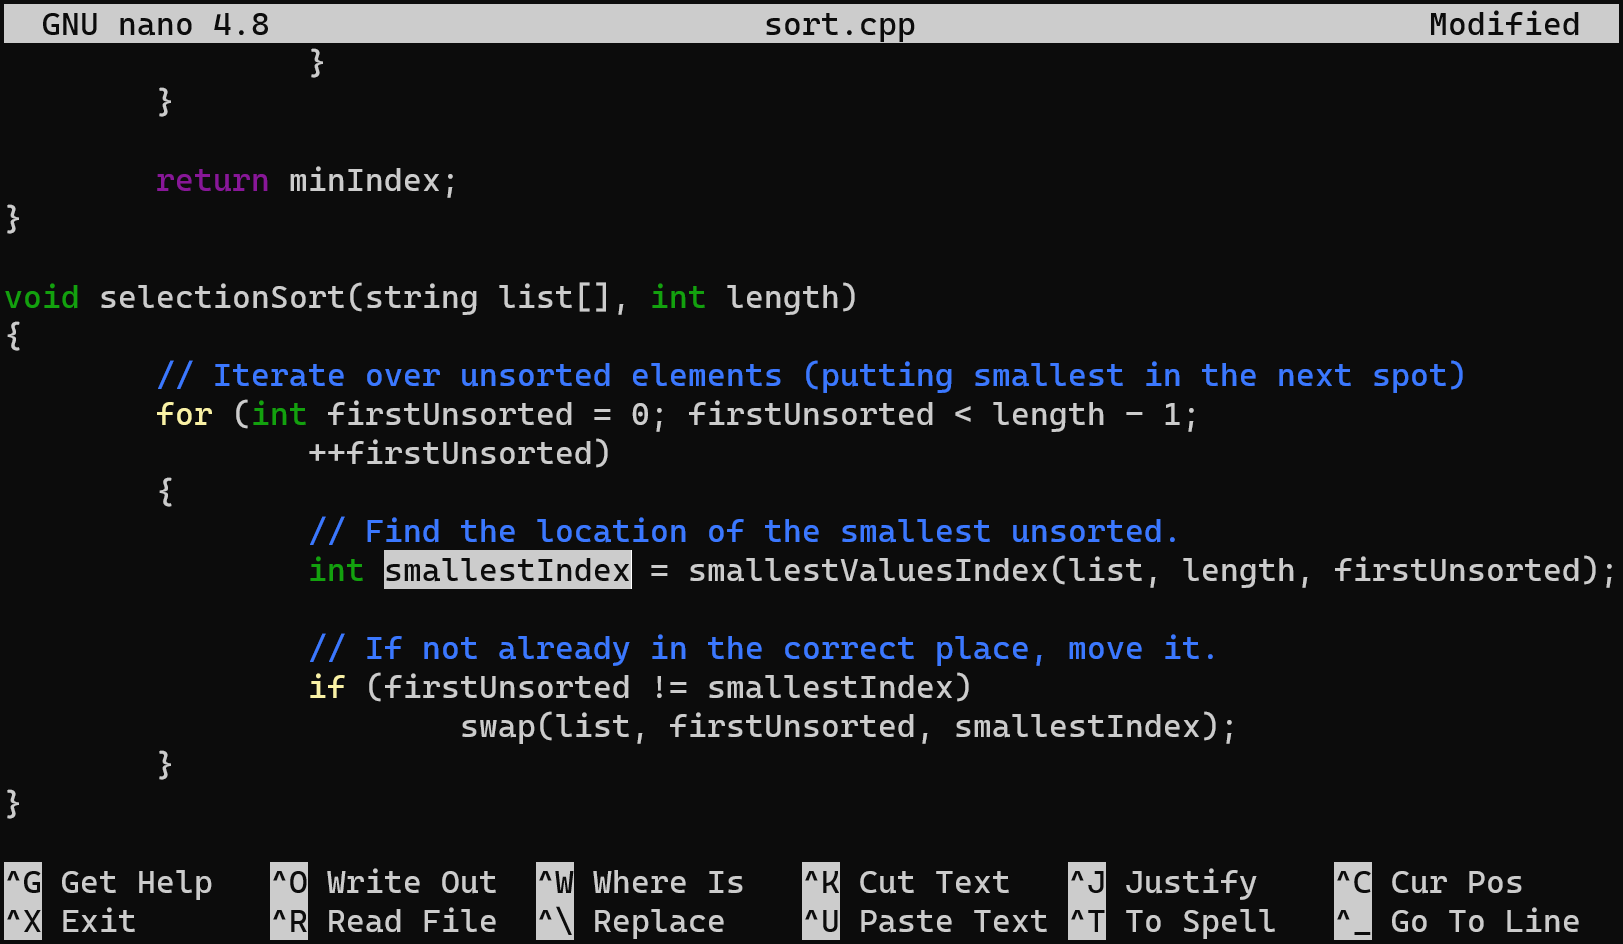 GNU nano 4.8 sort.cpp Modified
}
}
return minIndex;
}
void selectionSort(string list[], int length)
{
// Iterate over unsorted elements (putting smallest in the next spot)
for (int firstUnsorted = 0; firstUnsorted < length - 1;
++firstUnsorted)
{
// Find the location of the smallest unsorted.
int smallestIndex = smallestValuesIndex(list, length, firstUnsorted);
// If not already in the correct place, move it.
if (firstUnsorted != smallestIndex)
swap(list, firstUnsorted, smallestIndex);
}
}
^G Get Help ^O Write Out ^W Where Is ^K Cut Text ^J Justify ^C Cur Pos
^X Exit ^R Read File ^\ Replace ^U Paste Text ^T To Spell ^_ Go To Line